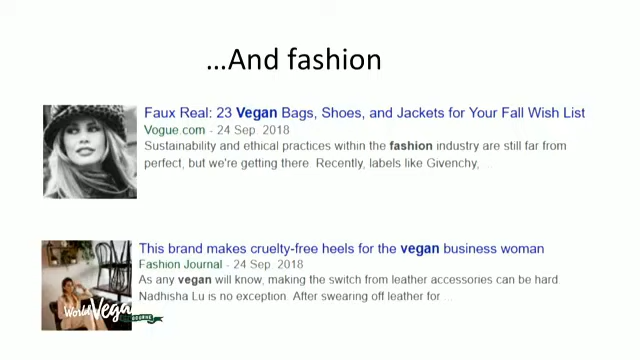 ...And fashion
Faux Real: 23 Vegan Bags, Shoes, and Jackets for Your Fall Wish List
Vogue.com - 24 Sep 2018
Sustainability and ethical practices within the fashion industry are still far from
perfect, but we're getting there. Recently, labels like Givenchy, ...
This brand makes cruelty-free heels for the vegan business woman
Fashion Journal - 24 Sep 2018
As any vegan will know, making the switch from leather accessories can be hard
Nadhisha Lu is no exception. After swearing off leather for ...
World Vegan